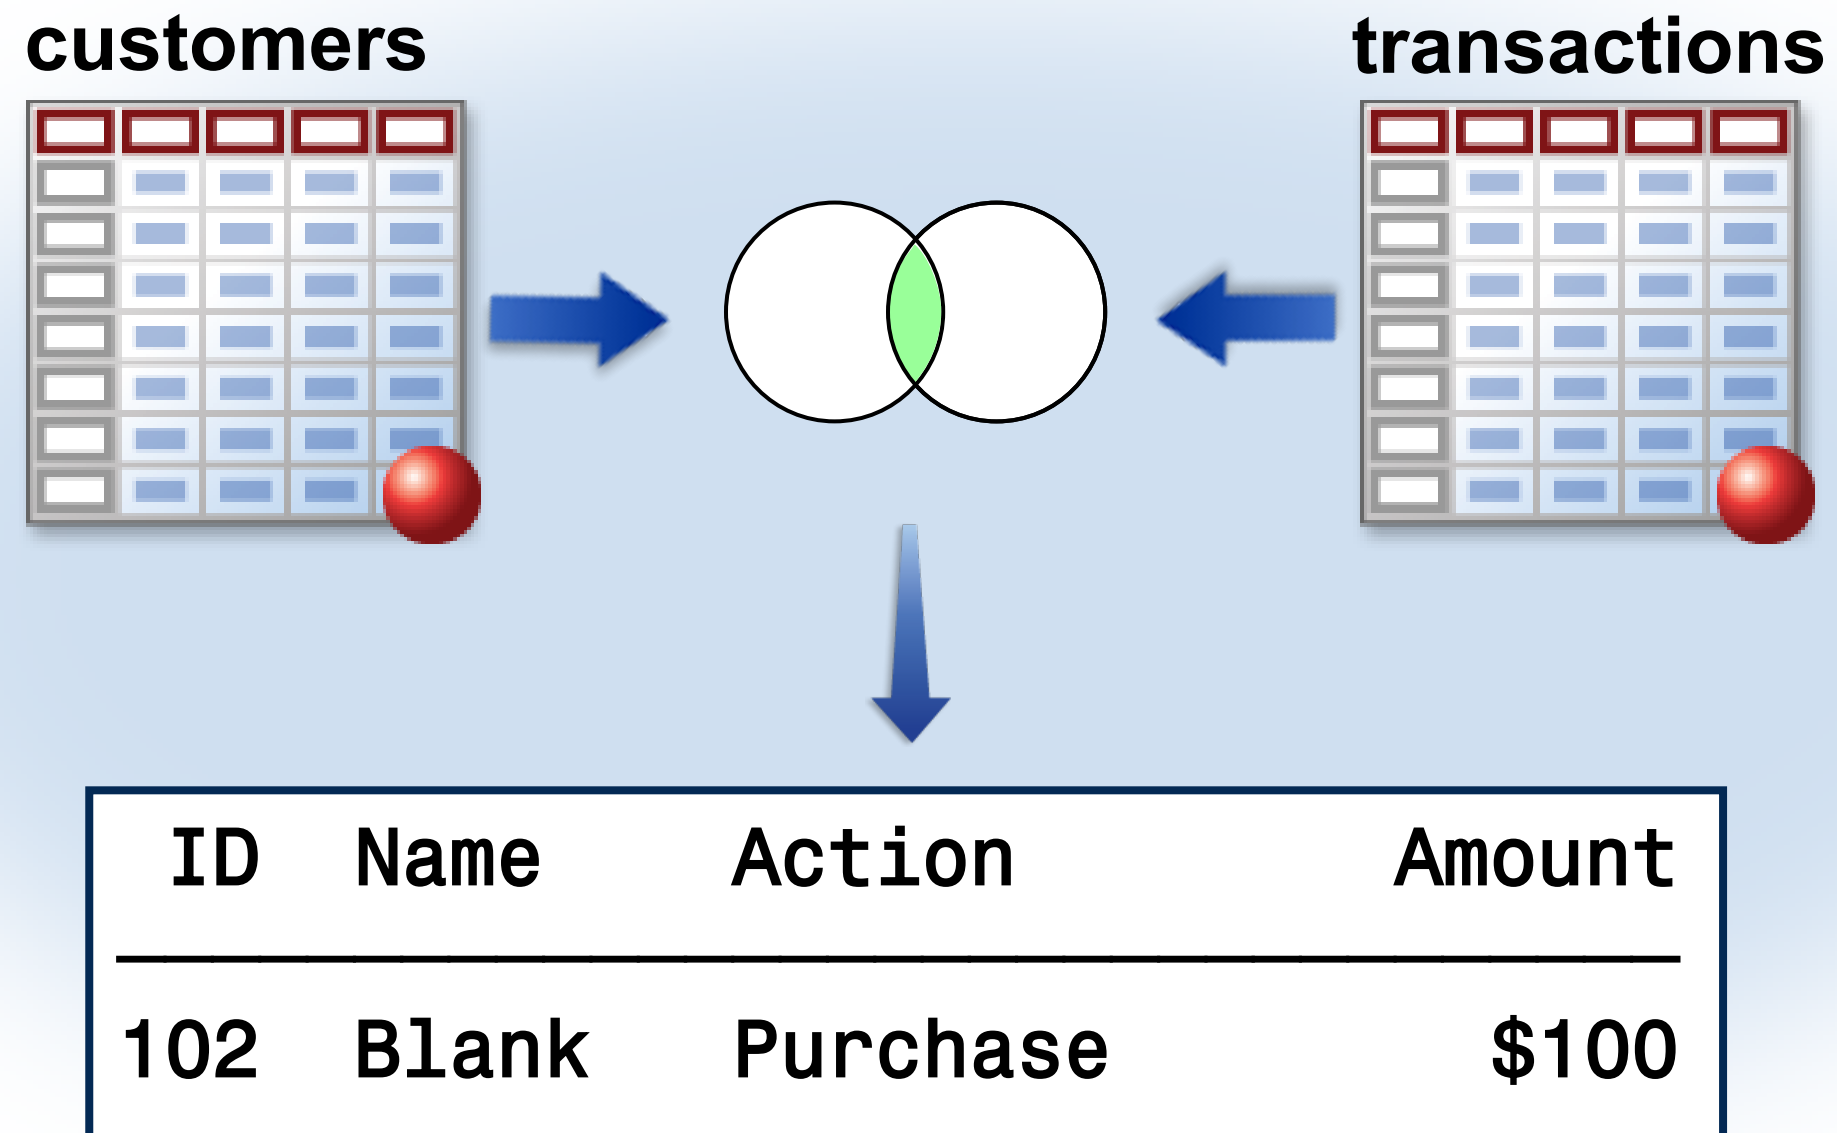 customers
transactions
ID Name Action Amount
102 Blank Purchase $100